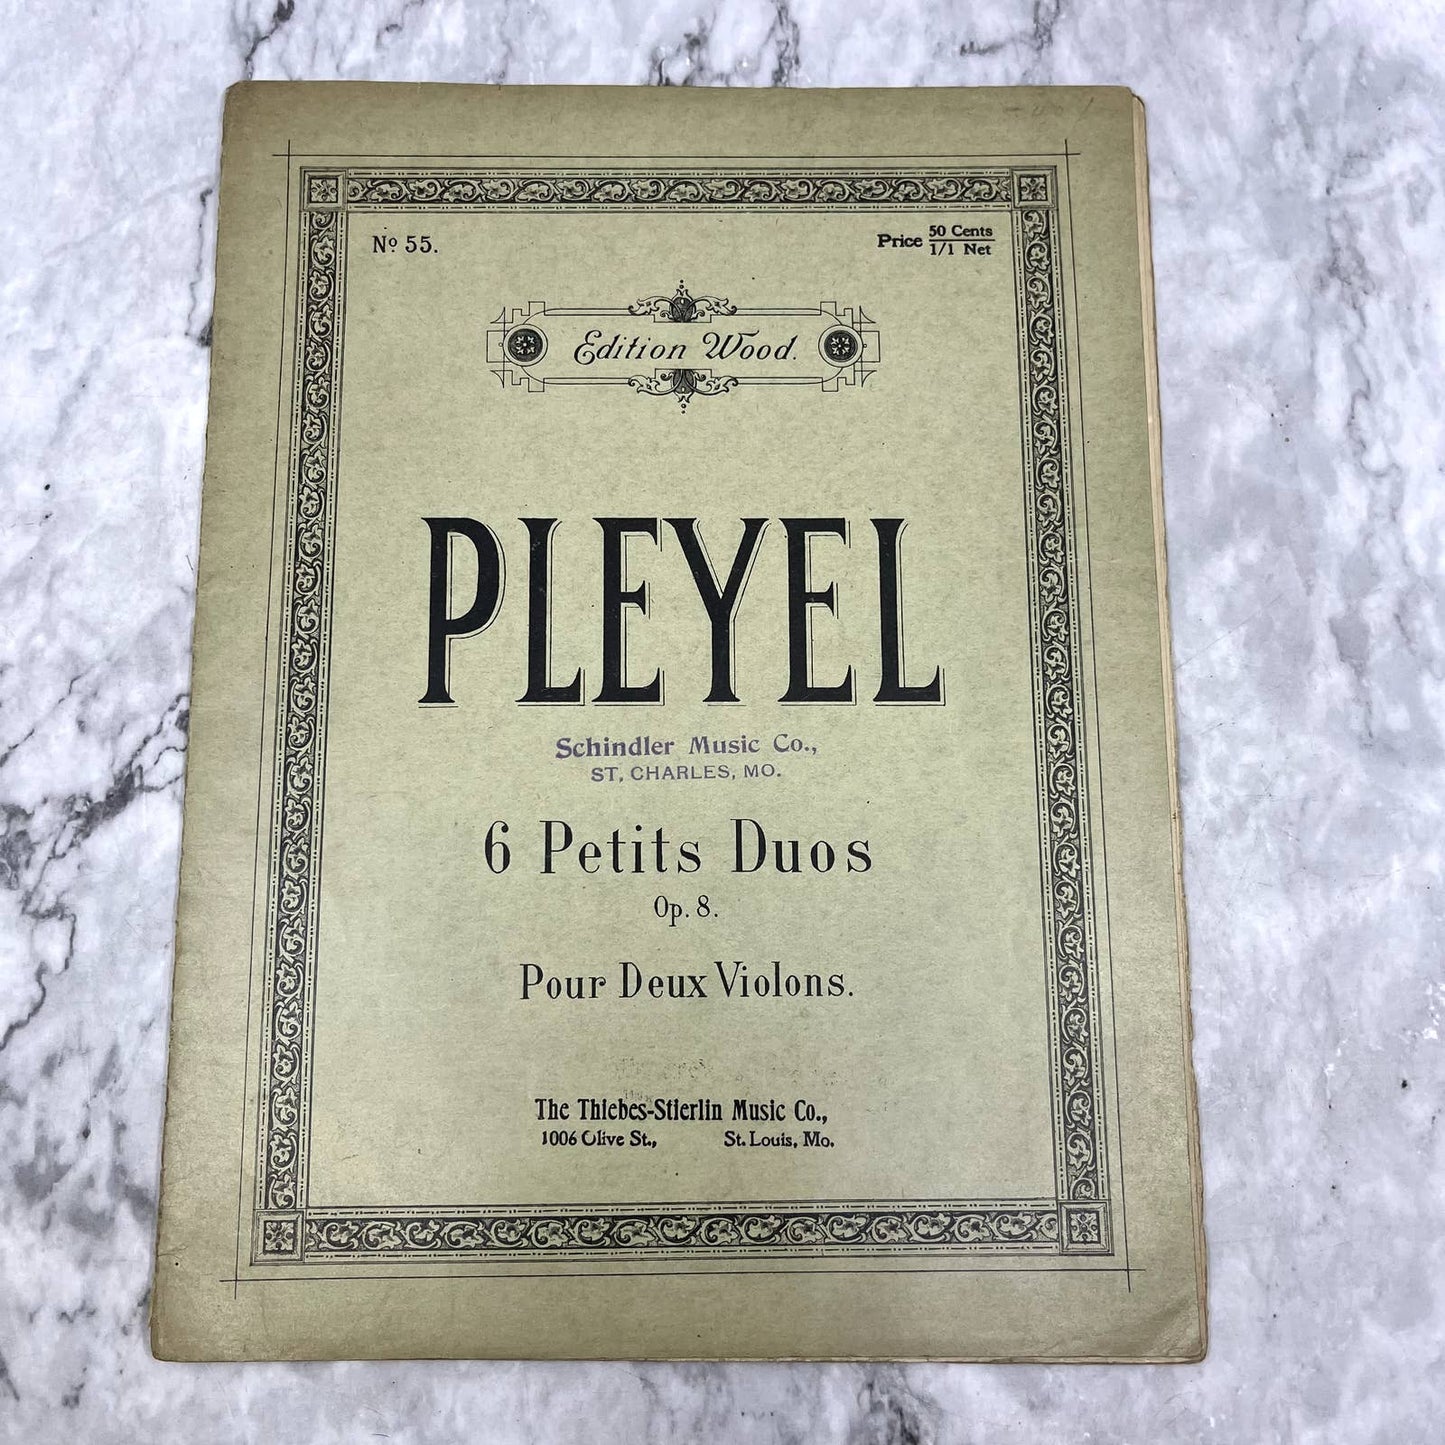 Nº 55.
Price 50 Cents
1/1 Net
Edition Wood.
PLEYEL
Schindler Music Co.,
ST, CHARLES, MO.
6 Petits Duos
Op. 8.
Pour Deux Violons.
The Thiebes-Stierlin Music Co.,
1006 Olive St., St. Louis, Mo.